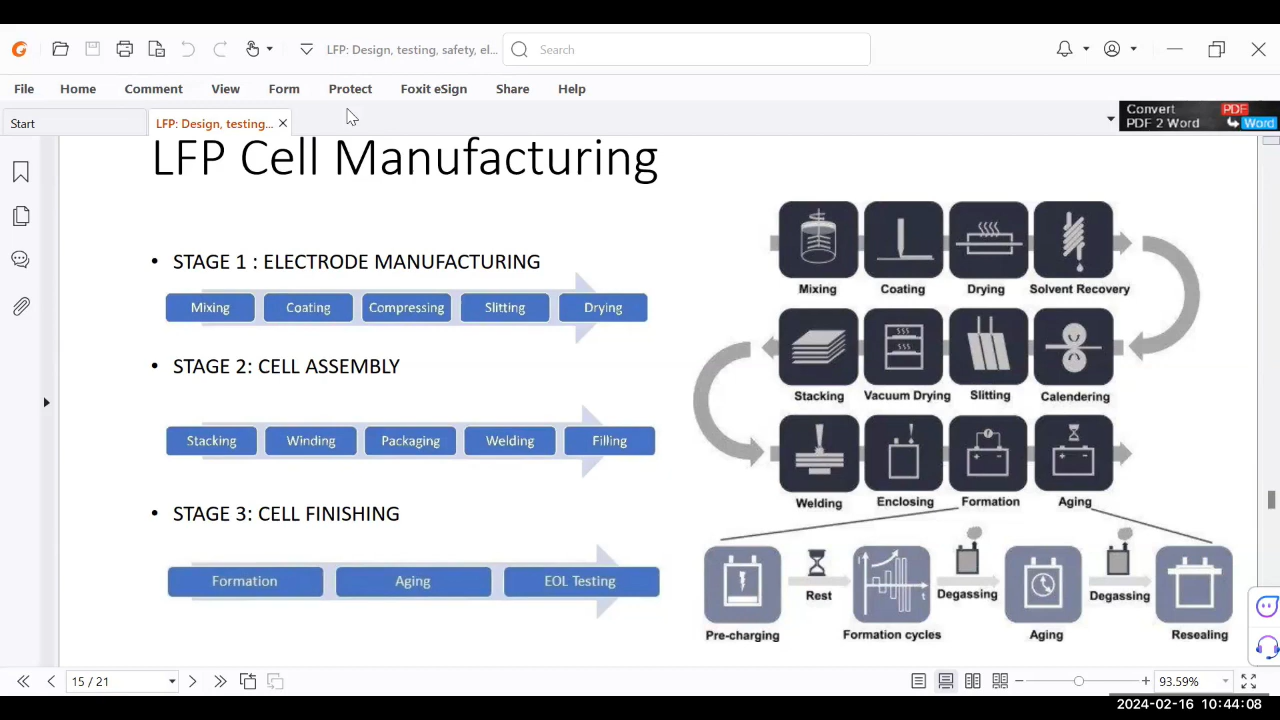 LFP: Design, testing, safety, el...
Search
File Home Comment View Form Protect Foxit eSign Share Help
Start
LFP: Design, testing...
Convert PDF
PDF 2 Word Word
LFP Cell Manufacturing
• STAGE 1 : ELECTRODE MANUFACTURING
Mixing Coating Compressing Slitting Drying
• STAGE 2: CELL ASSEMBLY
Stacking Winding Packaging Welding Filling
• STAGE 3: CELL FINISHING
Formation Aging EOL Testing
Mixing Coating Drying Solvent Recovery
Stacking Vacuum Drying Slitting Calendering
Welding Enclosing Formation Aging
Rest Degassing Degassing
Pre-charging Formation cycles Aging Resealing
15 / 21
93.59%
2024-02-16 10:44:08